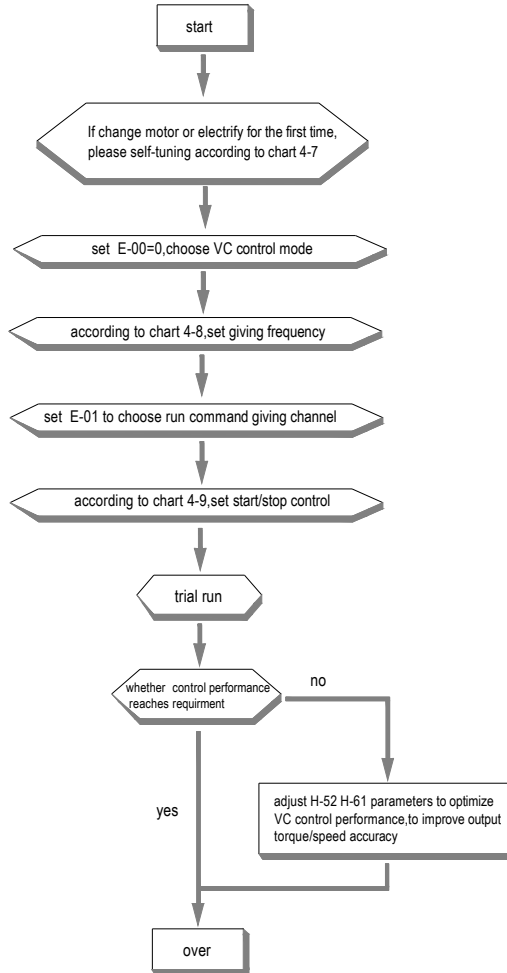 start
If change motor or electrify for the first time,
please self-tuning according to chart 4-7
set E-00=0,choose VC control mode
according to chart 4-8,set giving frequency
set E-01 to choose run command giving channel
according to chart 4-9,set start/stop control
trial run
whether control performance
reaches requirment
no
yes
adjust H-52 H-61 parameters to optimize
VC control performance,to improve output
torque/speed accuracy
over